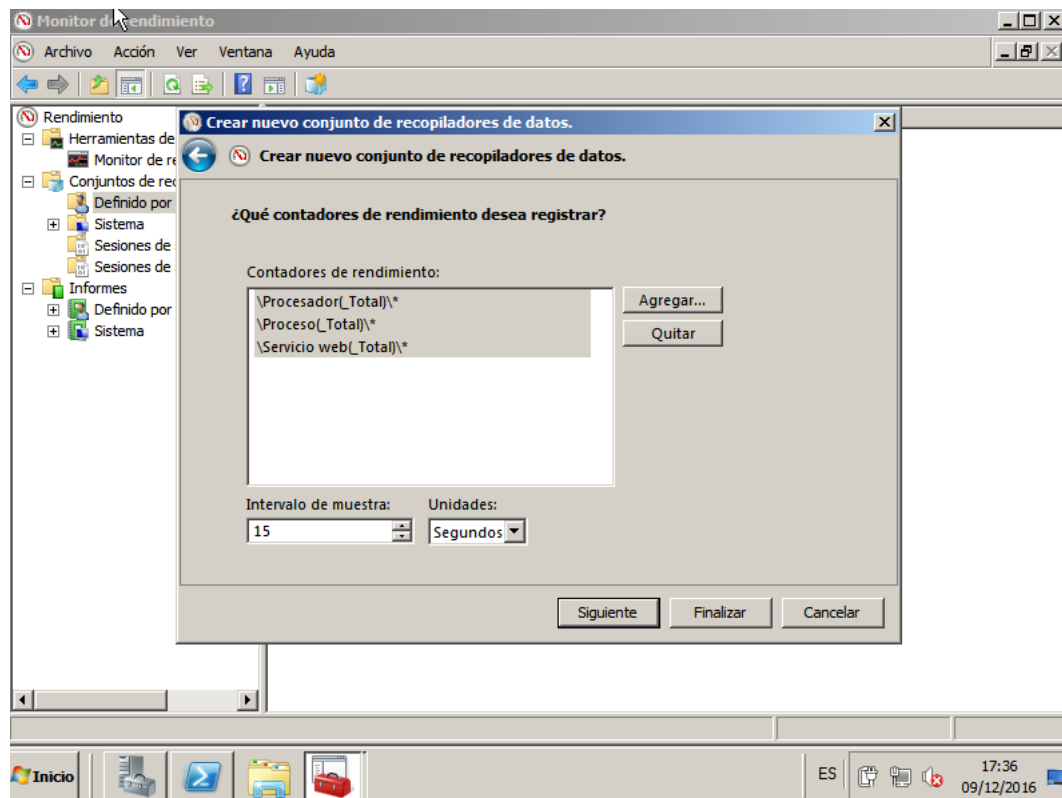 Monitor de rendimiento
Archivo Acción Ver Ventana Ayuda
Rendimiento
Herramientas de
Monitor de re
Conjuntos de rec
Definido por
Sistema
Sesiones de
Sesiones de
Informes
Definido por
Sistema
Crear nuevo conjunto de recopiladores de datos.
Crear nuevo conjunto de recopiladores de datos.
¿Qué contadores de rendimiento desea registrar?
Contadores de rendimiento:
\Procesador(_Total)\*
\Proceso(_Total)\*
\Servicio web(_Total)\*
Agregar...
Quitar
Intervalo de muestra: Unidades:
15 Segundos
Siguiente Finalizar Cancelar
Inicio
ES
17:36
09/12/2016